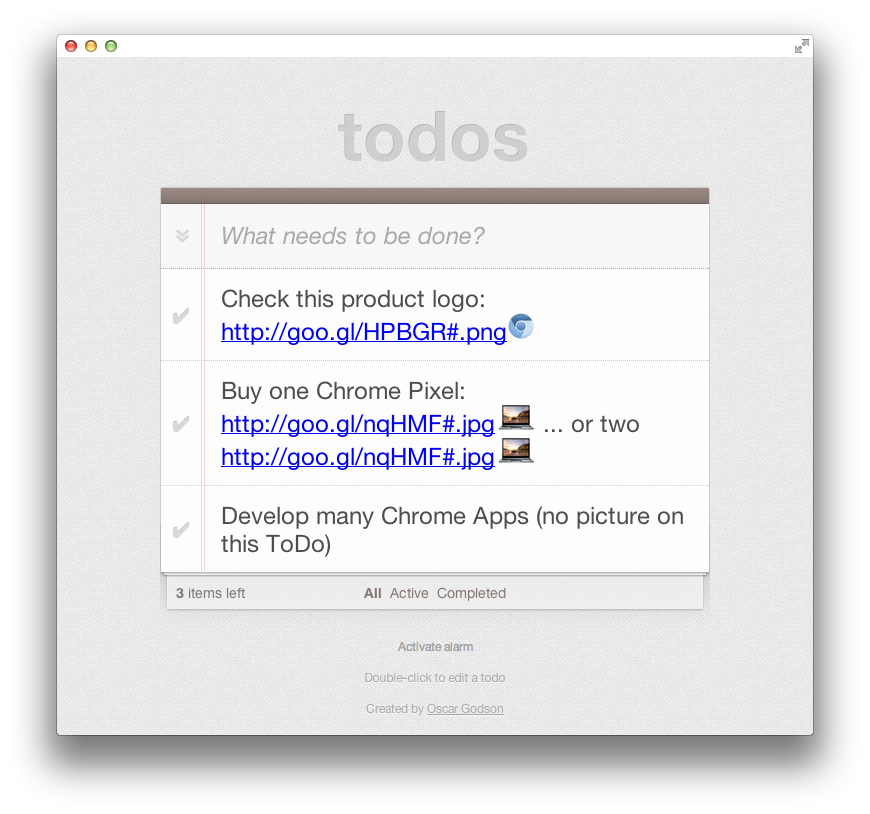 todos
What needs to be done?
Check this product logo:
http://goo.gl/HPBGR#.png
Buy one Chrome Pixel:
http://goo.gl/nqHMF#.jpg ... or two
http://goo.gl/nqHMF#.jpg
Develop many Chrome Apps (no picture on
this ToDo)
3 items left All Active Completed
Activate alarm
Double-click to edit a todo
Created by Oscar Godson